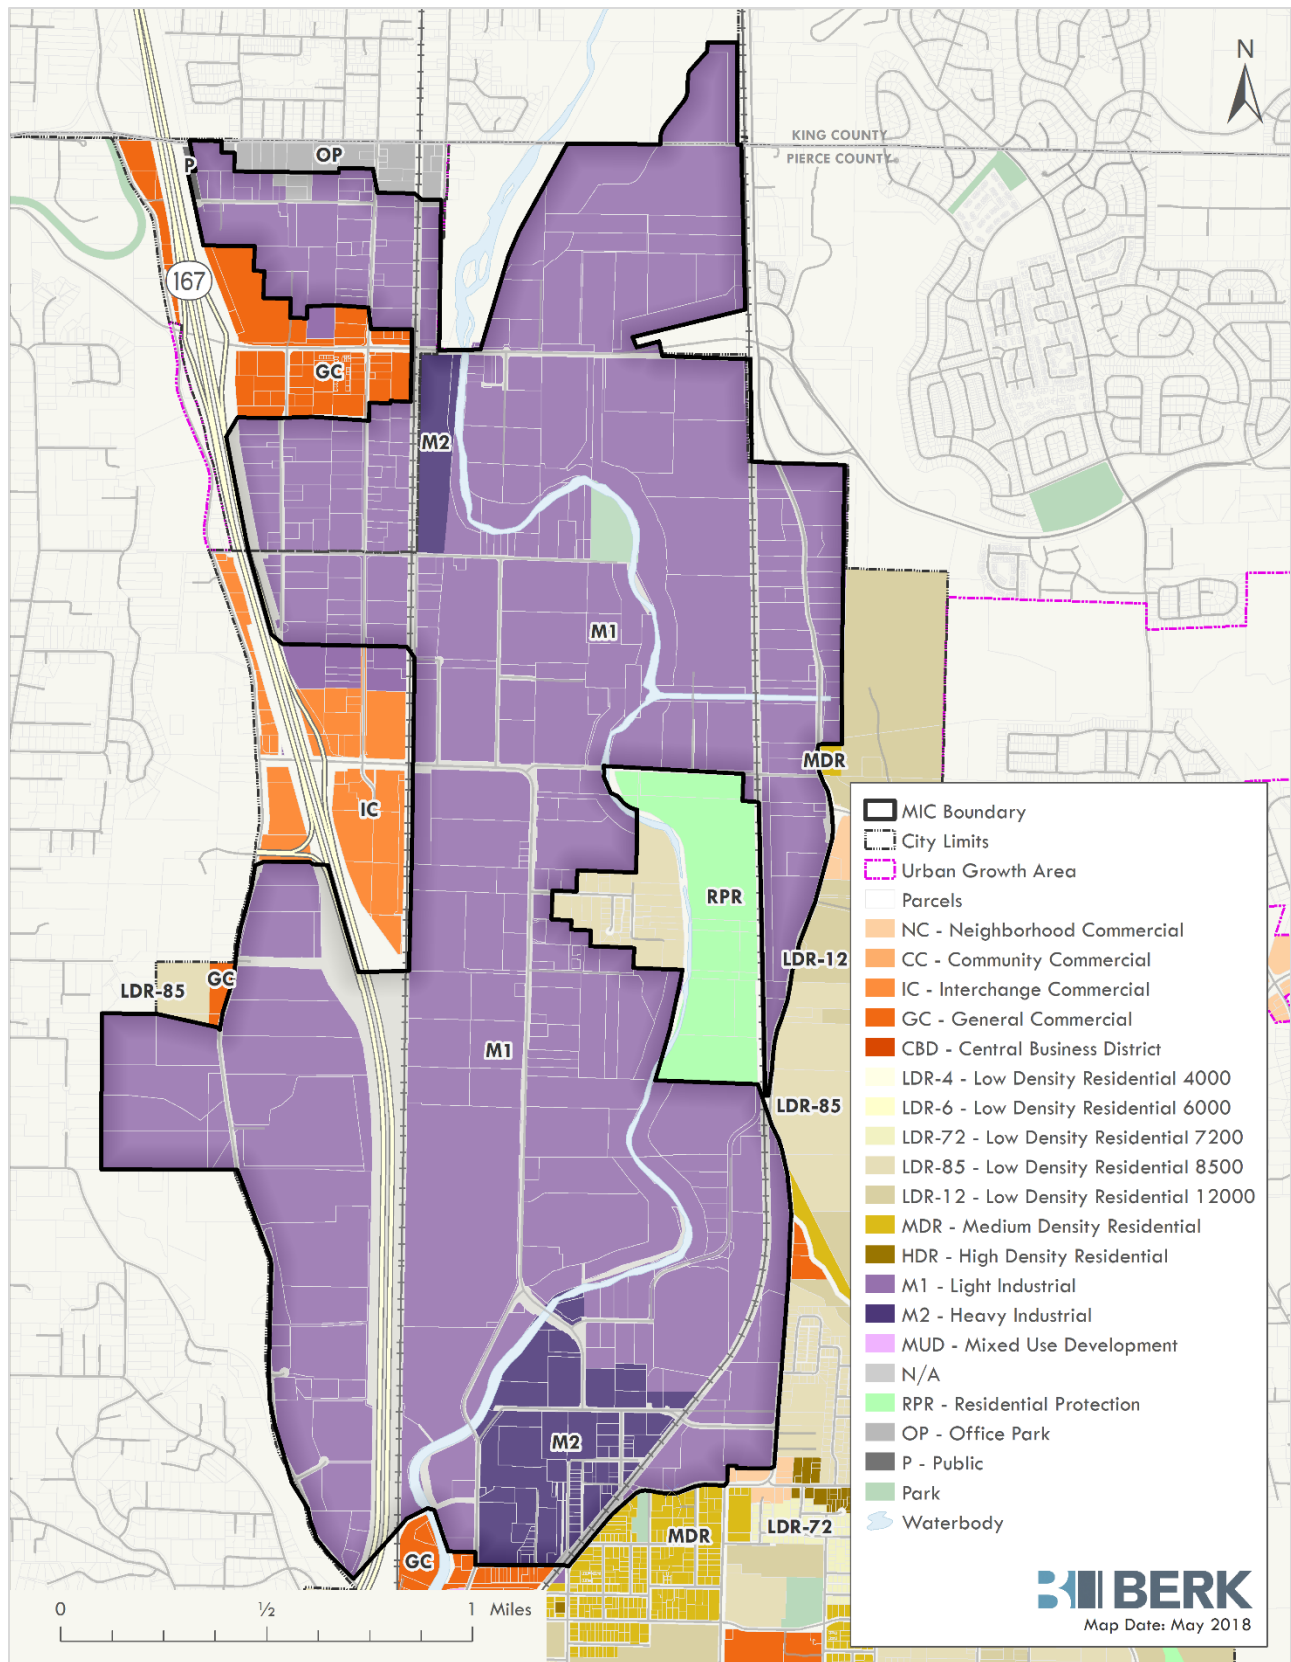 N
KING COUNTY
PIERCE COUNTY
OP
P
167
GC
M2
M1
MDR
IC
RPR
LDR-12
GC
LDR-85
M1
LDR-85
M2
MDR
LDR-72
GC
MIC Boundary
City Limits
Urban Growth Area
Parcels
NC - Neighborhood Commercial
CC - Community Commercial
IC - Interchange Commercial
GC - General Commercial
CBD - Central Business District
LDR-4 - Low Density Residential 4000
LDR-6 - Low Density Residential 6000
LDR-72 - Low Density Residential 7200
LDR-85 - Low Density Residential 8500
LDR-12 - Low Density Residential 12000
MDR - Medium Density Residential
HDR - High Density Residential
M1 - Light Industrial
M2 - Heavy Industrial
MUD - Mixed Use Development
N/A
RPR - Residential Protection
OP - Office Park
P - Public
Park
Waterbody
BERK
Map Date: May 2018
0 ½ 1 Miles